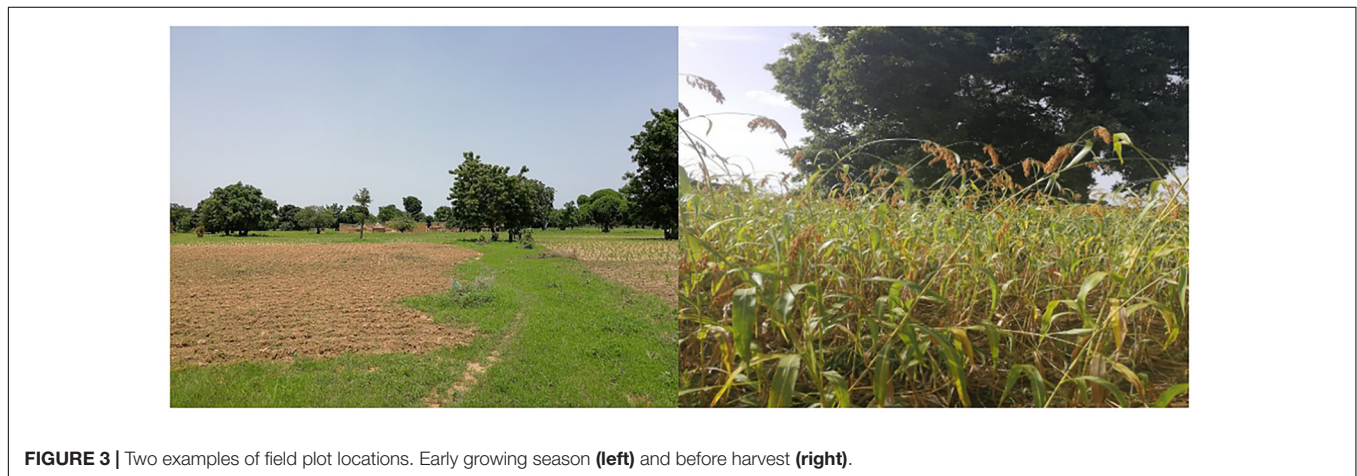 FIGURE 3 | Two examples of field plot locations. Early growing season (left) and before harvest (right).